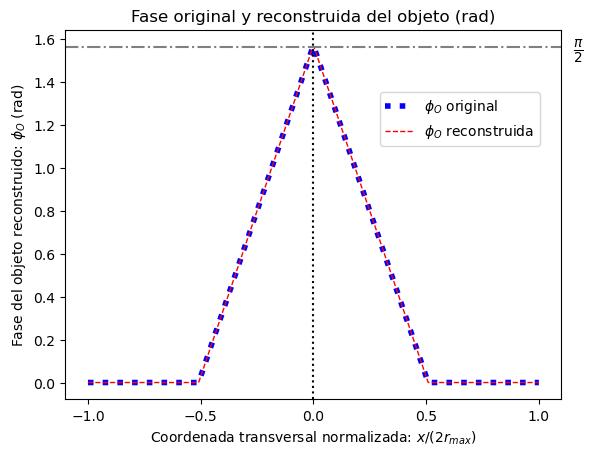 Fase original y reconstruida del objeto (rad)
Fase del objeto reconstruido: ϕ_O (rad)
1.6
1.4
1.2
1.0
0.8
0.6
0.4
0.2
0.0
π/2
ϕ_O original
ϕ_O reconstruida
−1.0 −0.5 0.0 0.5 1.0
Coordenada transversal normalizada: x/(2r_{max})